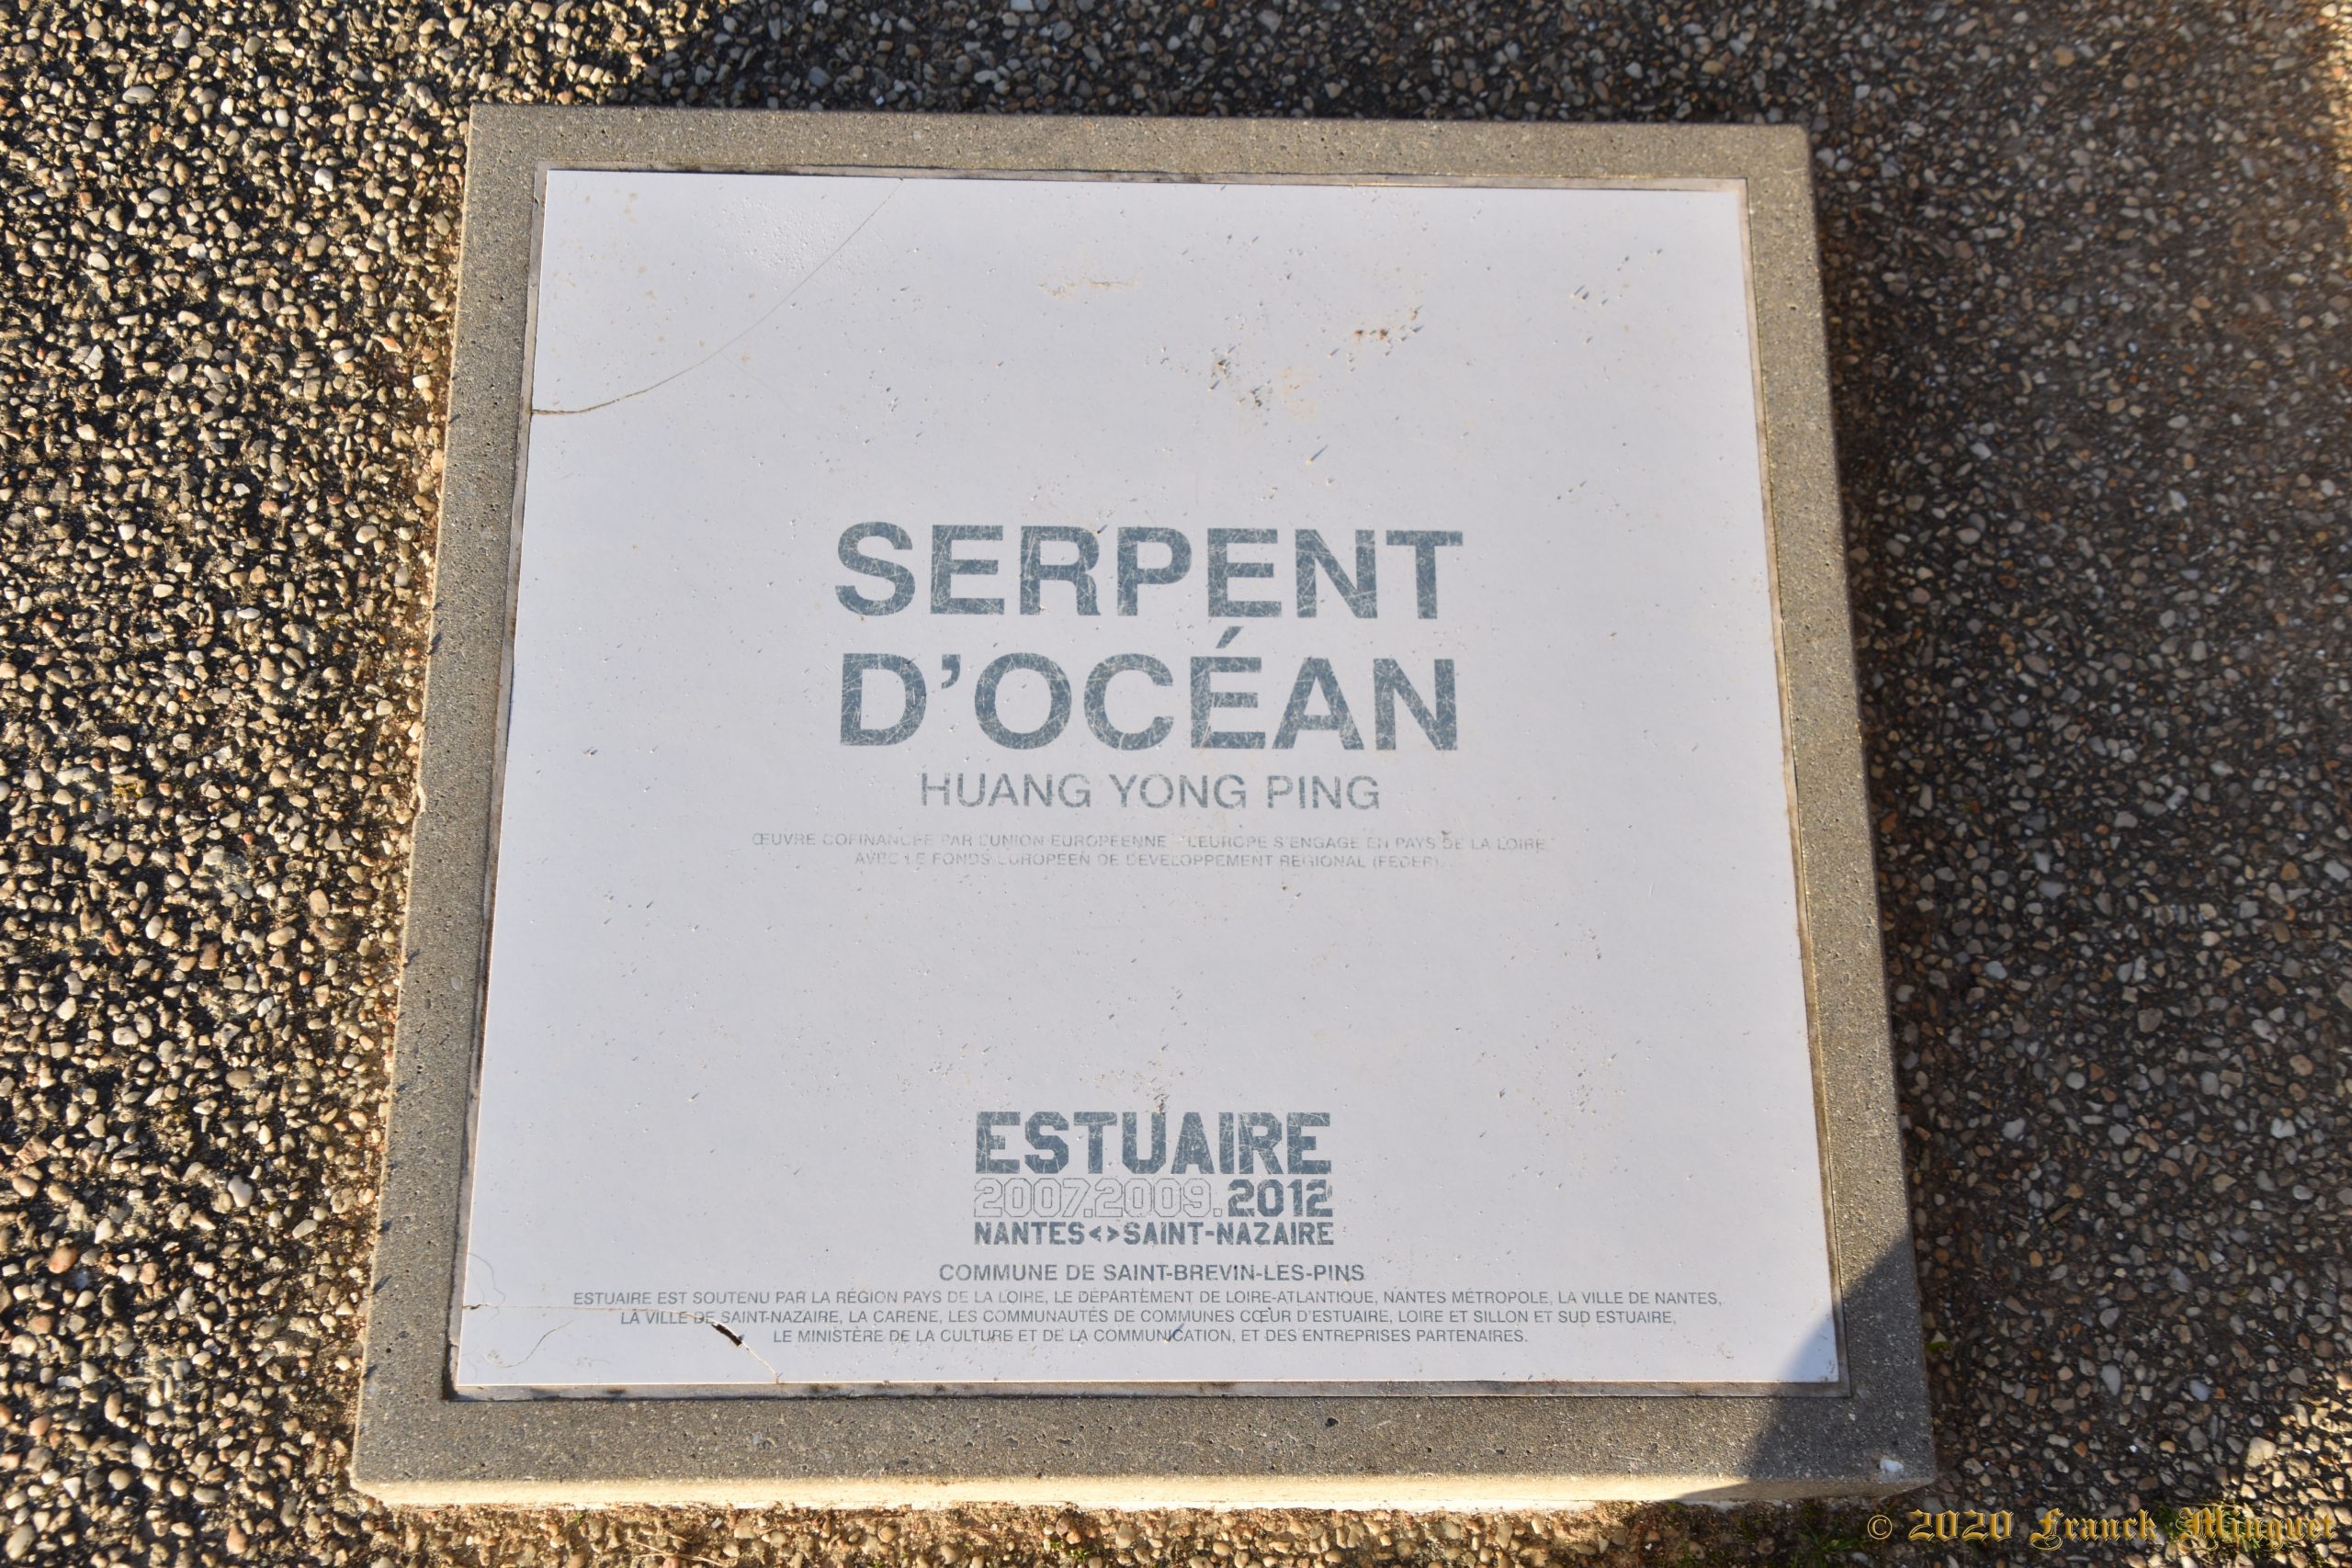 SERPENT
D'OCÉAN
HUANG YONG PING
ŒUVRE COFINANCÉE PAR L'UNION EUROPÉENNE "L'EUROPE S'ENGAGE EN PAYS DE LA LOIRE"
AVEC LE FONDS EUROPÉEN DE DÉVELOPPEMENT RÉGIONAL (FEDER).
ESTUAIRE
2007.2009.2012
NANTES<>SAINT-NAZAIRE
COMMUNE DE SAINT-BREVIN-LES-PINS
ESTUAIRE EST SOUTENU PAR LA RÉGION PAYS DE LA LOIRE, LE DÉPARTEMENT DE LOIRE-ATLANTIQUE, NANTES MÉTROPOLE, LA VILLE DE NANTES,
LA VILLE DE SAINT-NAZAIRE, LA CARENE, LES COMMUNAUTÉS DE COMMUNES CŒUR D'ESTUAIRE, LOIRE ET SILLON ET SUD ESTUAIRE,
LE MINISTÈRE DE LA CULTURE ET DE LA COMMUNICATION, ET DES ENTREPRISES PARTENAIRES.
© 2020 Franck Minguet